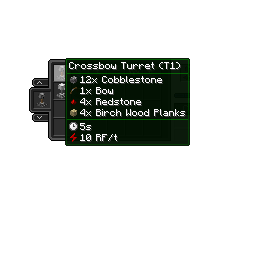 Crossbow Turret (T1)
12x Cobblestone
1x Bow
4x Redstone
4x Birch Wood Planks
5s
10 RF/t